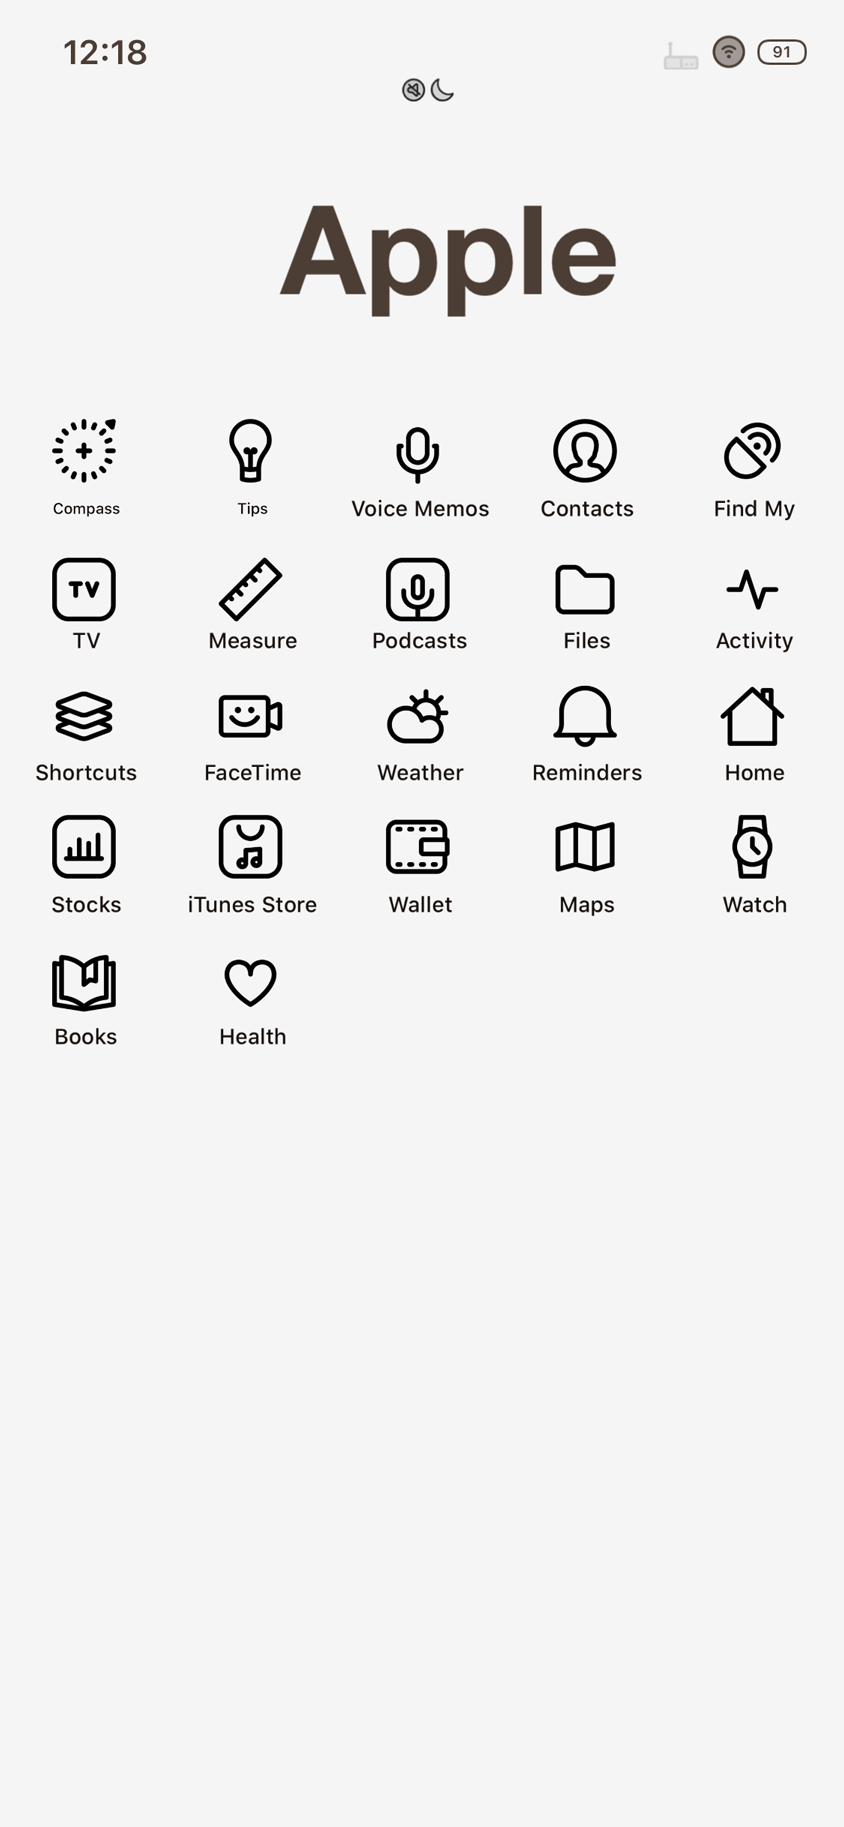 12:18
91
Apple
Compass Tips Voice Memos Contacts Find My
TV
TV Measure Podcasts Files Activity
Shortcuts FaceTime Weather Reminders Home
Stocks iTunes Store Wallet Maps Watch
Books Health